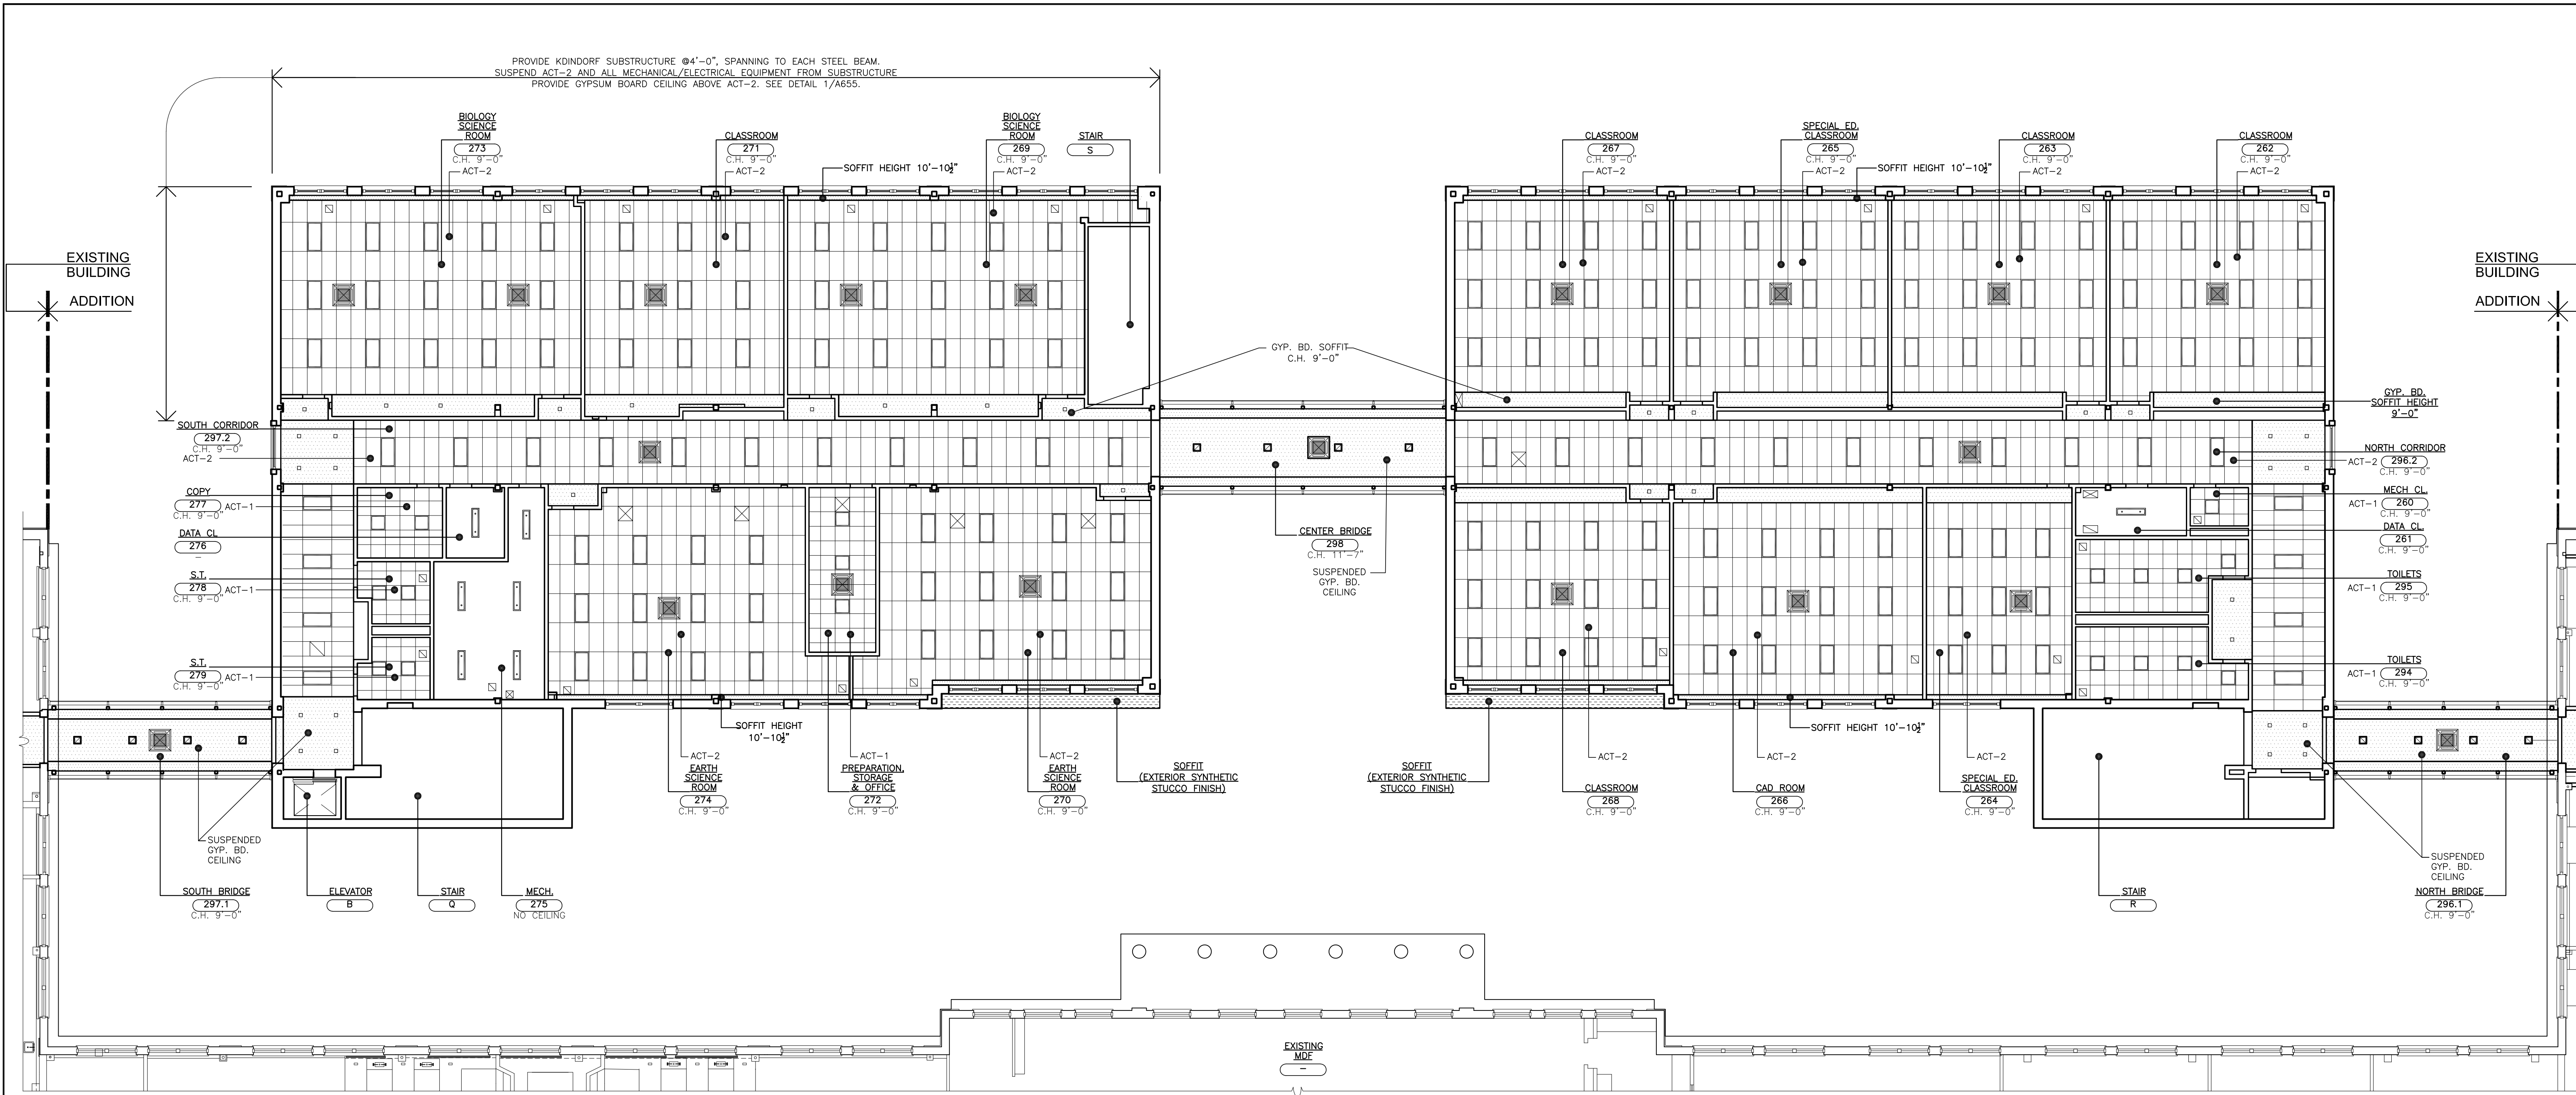 PROVIDE KDINDORF SUBSTRUCTURE @4'-0", SPANNING TO EACH STEEL BEAM.
SUSPEND ACT-2 AND ALL MECHANICAL/ELECTRICAL EQUIPMENT FROM SUBSTRUCTURE
PROVIDE GYPSUM BOARD CEILING ABOVE ACT-2. SEE DETAIL 1/A655.
BIOLOGY
SCIENCE
ROOM
273
C.H. 9'-0"
ACT-2
CLASSROOM
271
C.H. 9'-0"
ACT-2
SOFFIT HEIGHT 10'-10½"
BIOLOGY
SCIENCE
ROOM
269
C.H. 9'-0"
ACT-2
STAIR
S
CLASSROOM
267
C.H. 9'-0"
ACT-2
SPECIAL ED.
CLASSROOM
265
C.H. 9'-0"
ACT-2
SOFFIT HEIGHT 10'-10½"
CLASSROOM
263
C.H. 9'-0"
ACT-2
CLASSROOM
262
C.H. 9'-0"
ACT-2
EXISTING
BUILDING
ADDITION
EXISTING
BUILDING
ADDITION
GYP. BD. SOFFIT
C.H. 9'-0"
GYP. BD.
SOFFIT HEIGHT
9'-0"
SOUTH CORRIDOR
297.2
C.H. 9'-0"
ACT-2
NORTH CORRIDOR
ACT-2 296.2
C.H. 9'-0"
COPY
277 ACT-1
C.H. 9'-0"
DATA CL
276
-
S.T.
278 ACT-1
C.H. 9'-0"
S.T.
279 ACT-1
C.H. 9'-0"
CENTER BRIDGE
298
C.H. 11'-7"
SUSPENDED
GYP. BD.
CEILING
MECH CL.
ACT-1 260
C.H. 9'-0"
DATA CL.
261
C.H. 9'-0"
TOILETS
ACT-1 295
C.H. 9'-0"
TOILETS
ACT-1 294
C.H. 9'-0"
SOFFIT HEIGHT
10'-10½"
SOFFIT HEIGHT 10'-10½"
ACT-2
EARTH
SCIENCE
ROOM
274
C.H. 9'-0"
ACT-1
PREPARATION,
STORAGE
& OFFICE
272
C.H. 9'-0"
ACT-2
EARTH
SCIENCE
ROOM
270
C.H. 9'-0"
SOFFIT
(EXTERIOR SYNTHETIC
STUCCO FINISH)
SOFFIT
(EXTERIOR SYNTHETIC
STUCCO FINISH)
ACT-2
CLASSROOM
268
C.H. 9'-0"
ACT-2
CAD ROOM
266
C.H. 9'-0"
ACT-2
SPECIAL ED.
CLASSROOM
264
C.H. 9'-0"
SUSPENDED
GYP. BD.
CEILING
SUSPENDED
GYP. BD.
CEILING
SOUTH BRIDGE
297.1
C.H. 9'-0"
ELEVATOR
B
STAIR
Q
MECH.
275
NO CEILING
STAIR
R
NORTH BRIDGE
296.1
C.H. 9'-0"
EXISTING
MDF
-